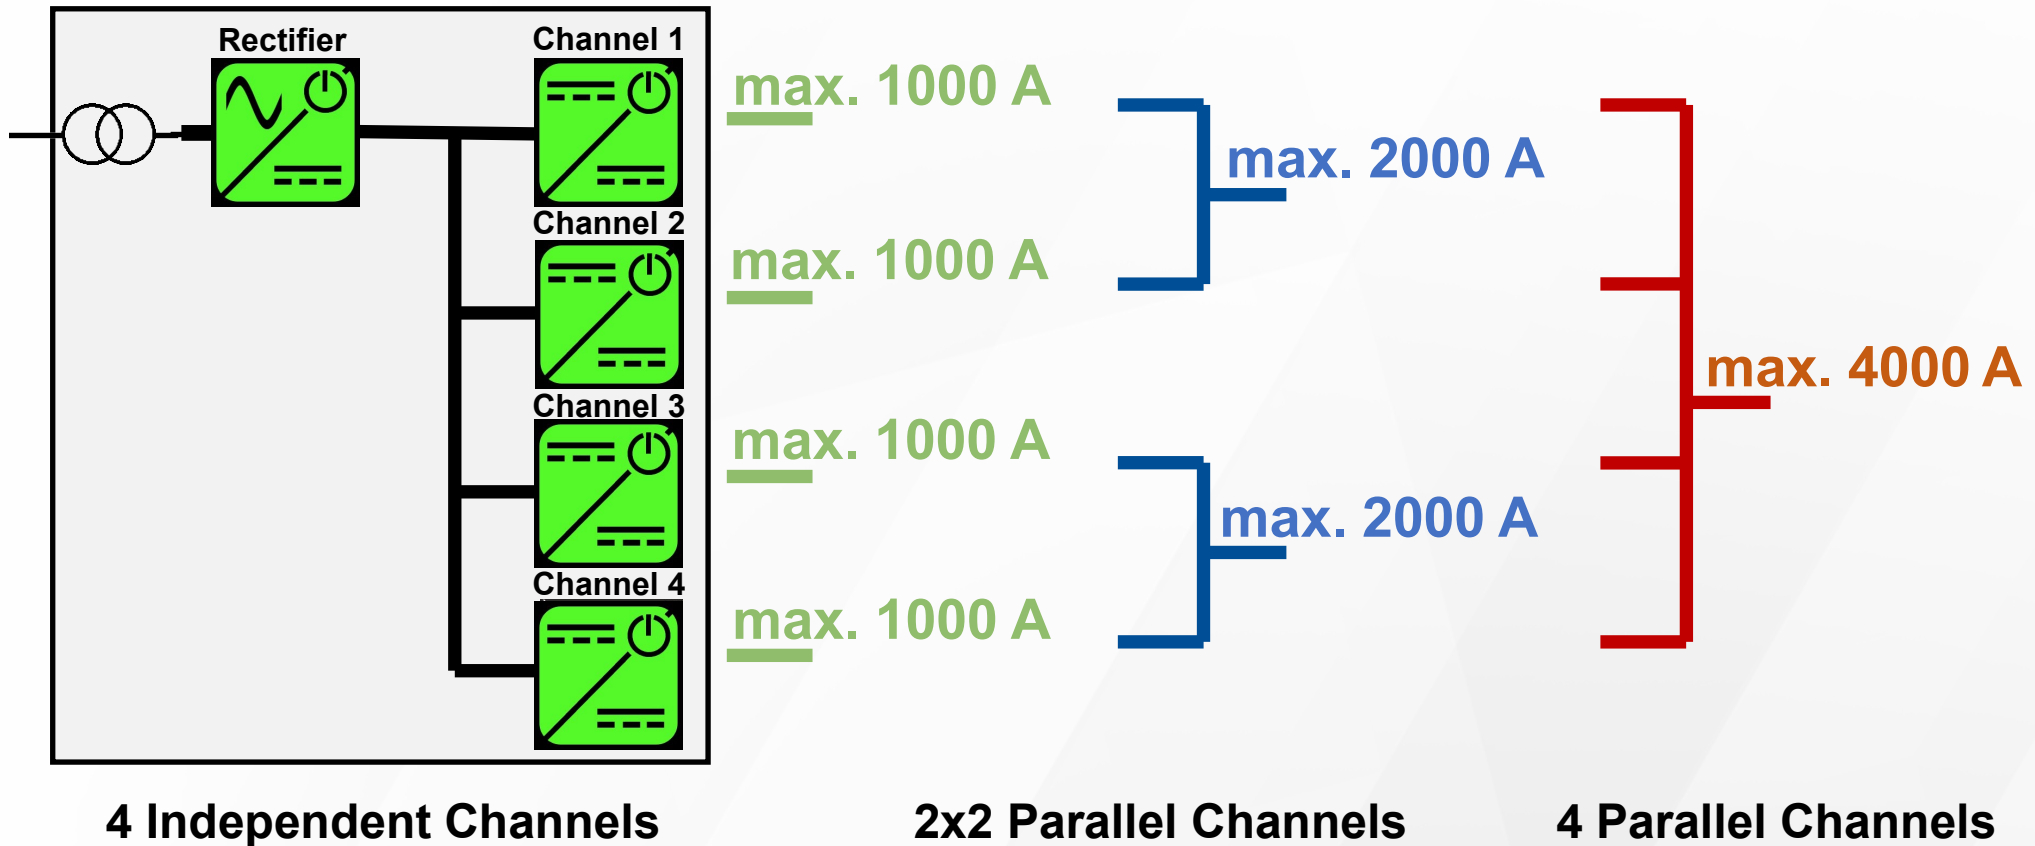 Rectifier
Channel 1
max. 1000 A
max. 2000 A
Channel 2
max. 1000 A
max. 4000 A
Channel 3
max. 1000 A
max. 2000 A
Channel 4
max. 1000 A
4 Independent Channels
2x2 Parallel Channels
4 Parallel Channels